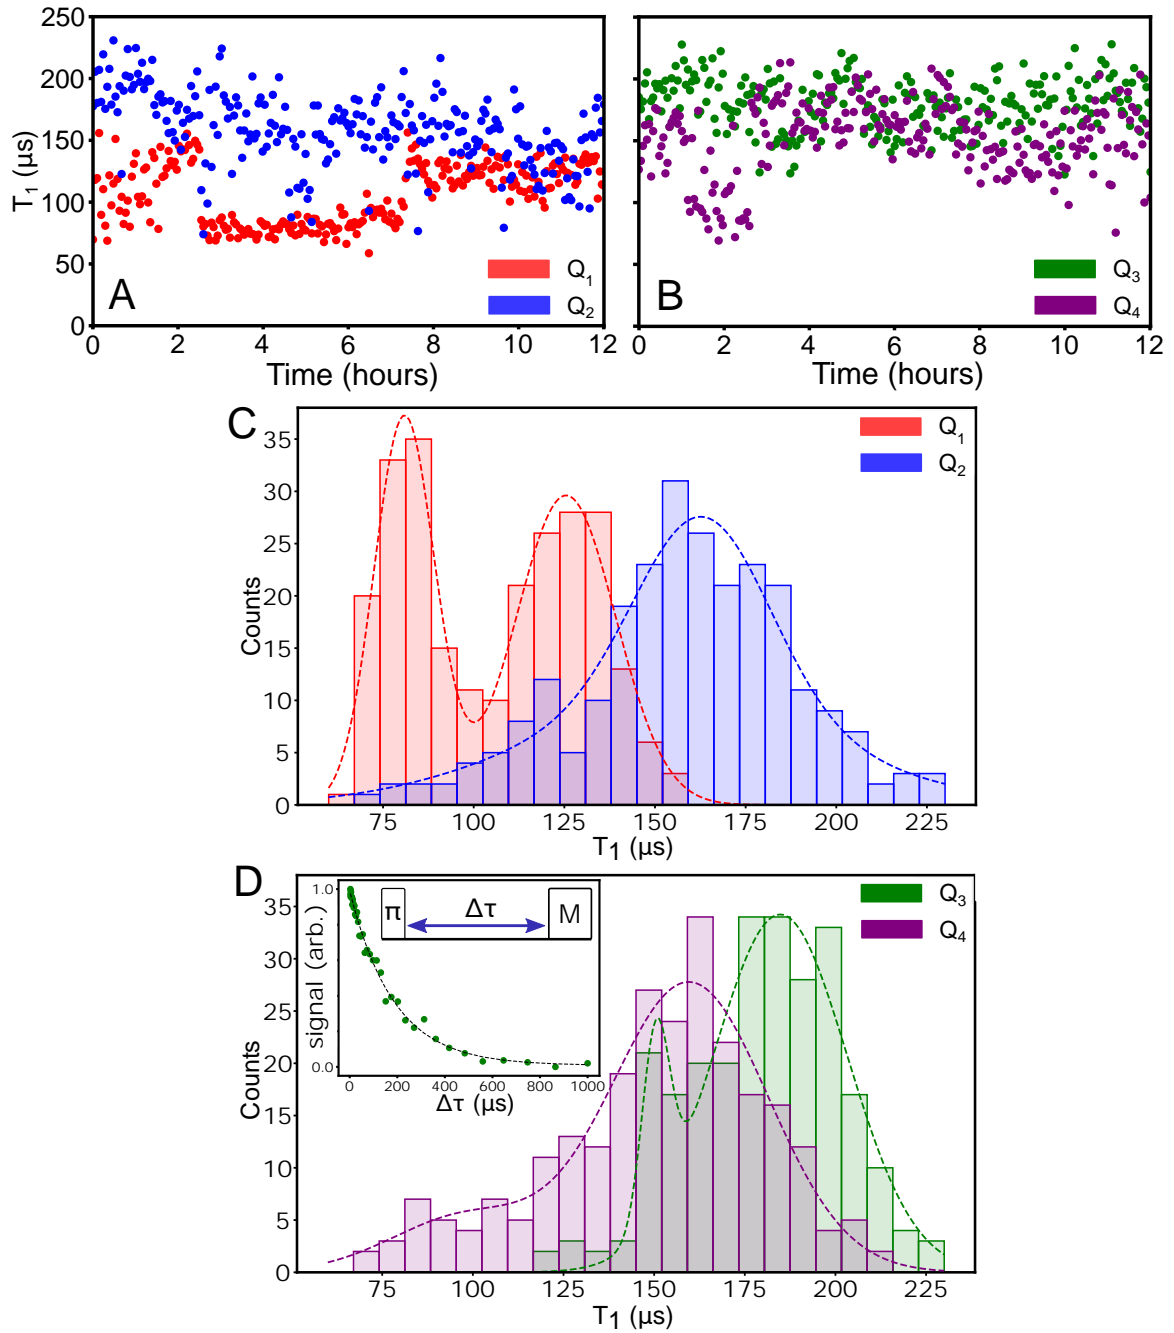 250
200
150
100
50
0
T1 (µs)
A
Q1
Q2
0 2 4 6 8 10 12
Time (hours)
B
Q3
Q4
0 2 4 6 8 10 12
Time (hours)
C
Q1
Q2
35
30
25
20
15
10
5
0
Counts
75 100 125 150 175 200 225
T1 (µs)
D
Q3
Q4
35
30
25
20
15
10
5
0
Counts
1.0
0.0
signal (arb.)
π Δτ M
0 200 400 600 800 1000
Δτ (µs)
75 100 125 150 175 200 225
T1 (µs)